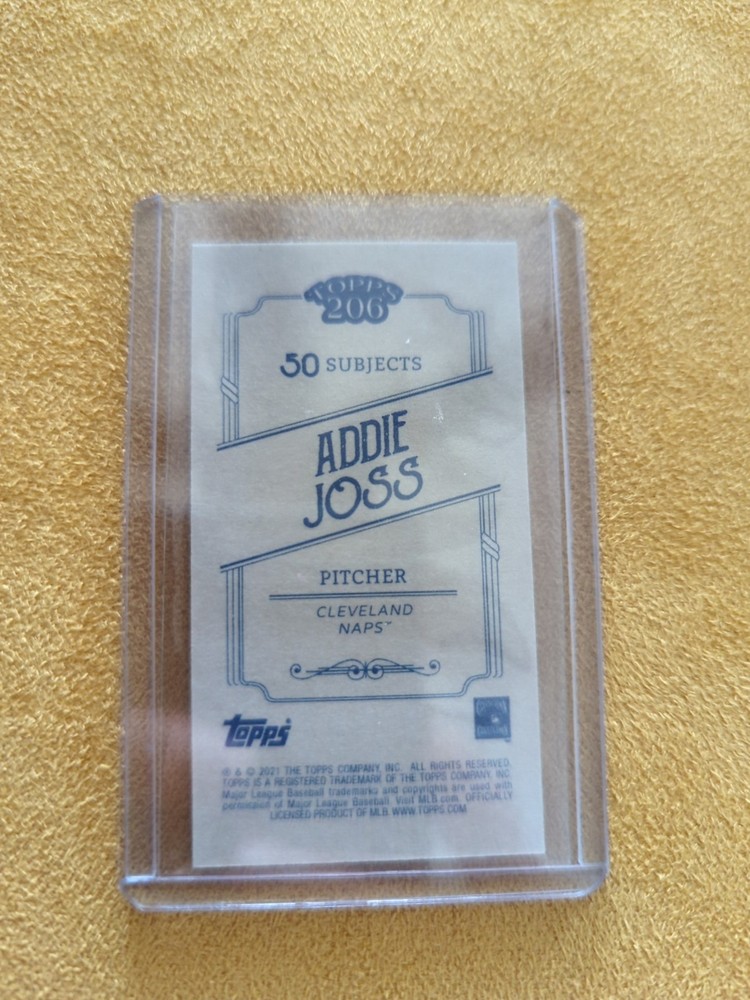 TOPPS
206
50 SUBJECTS
ADDIE
JOSS
PITCHER
CLEVELAND
NAPS™
Topps®
® & © 2021 THE TOPPS COMPANY, INC. ALL RIGHTS RESERVED.
TOPPS IS A REGISTERED TRADEMARK OF THE TOPPS COMPANY, INC.
Major League Baseball trademarks and copyrights are used with
permission of Major League Baseball. Visit MLB.com. OFFICIALLY
LICENSED PRODUCT OF MLB. WWW.TOPPS.COM